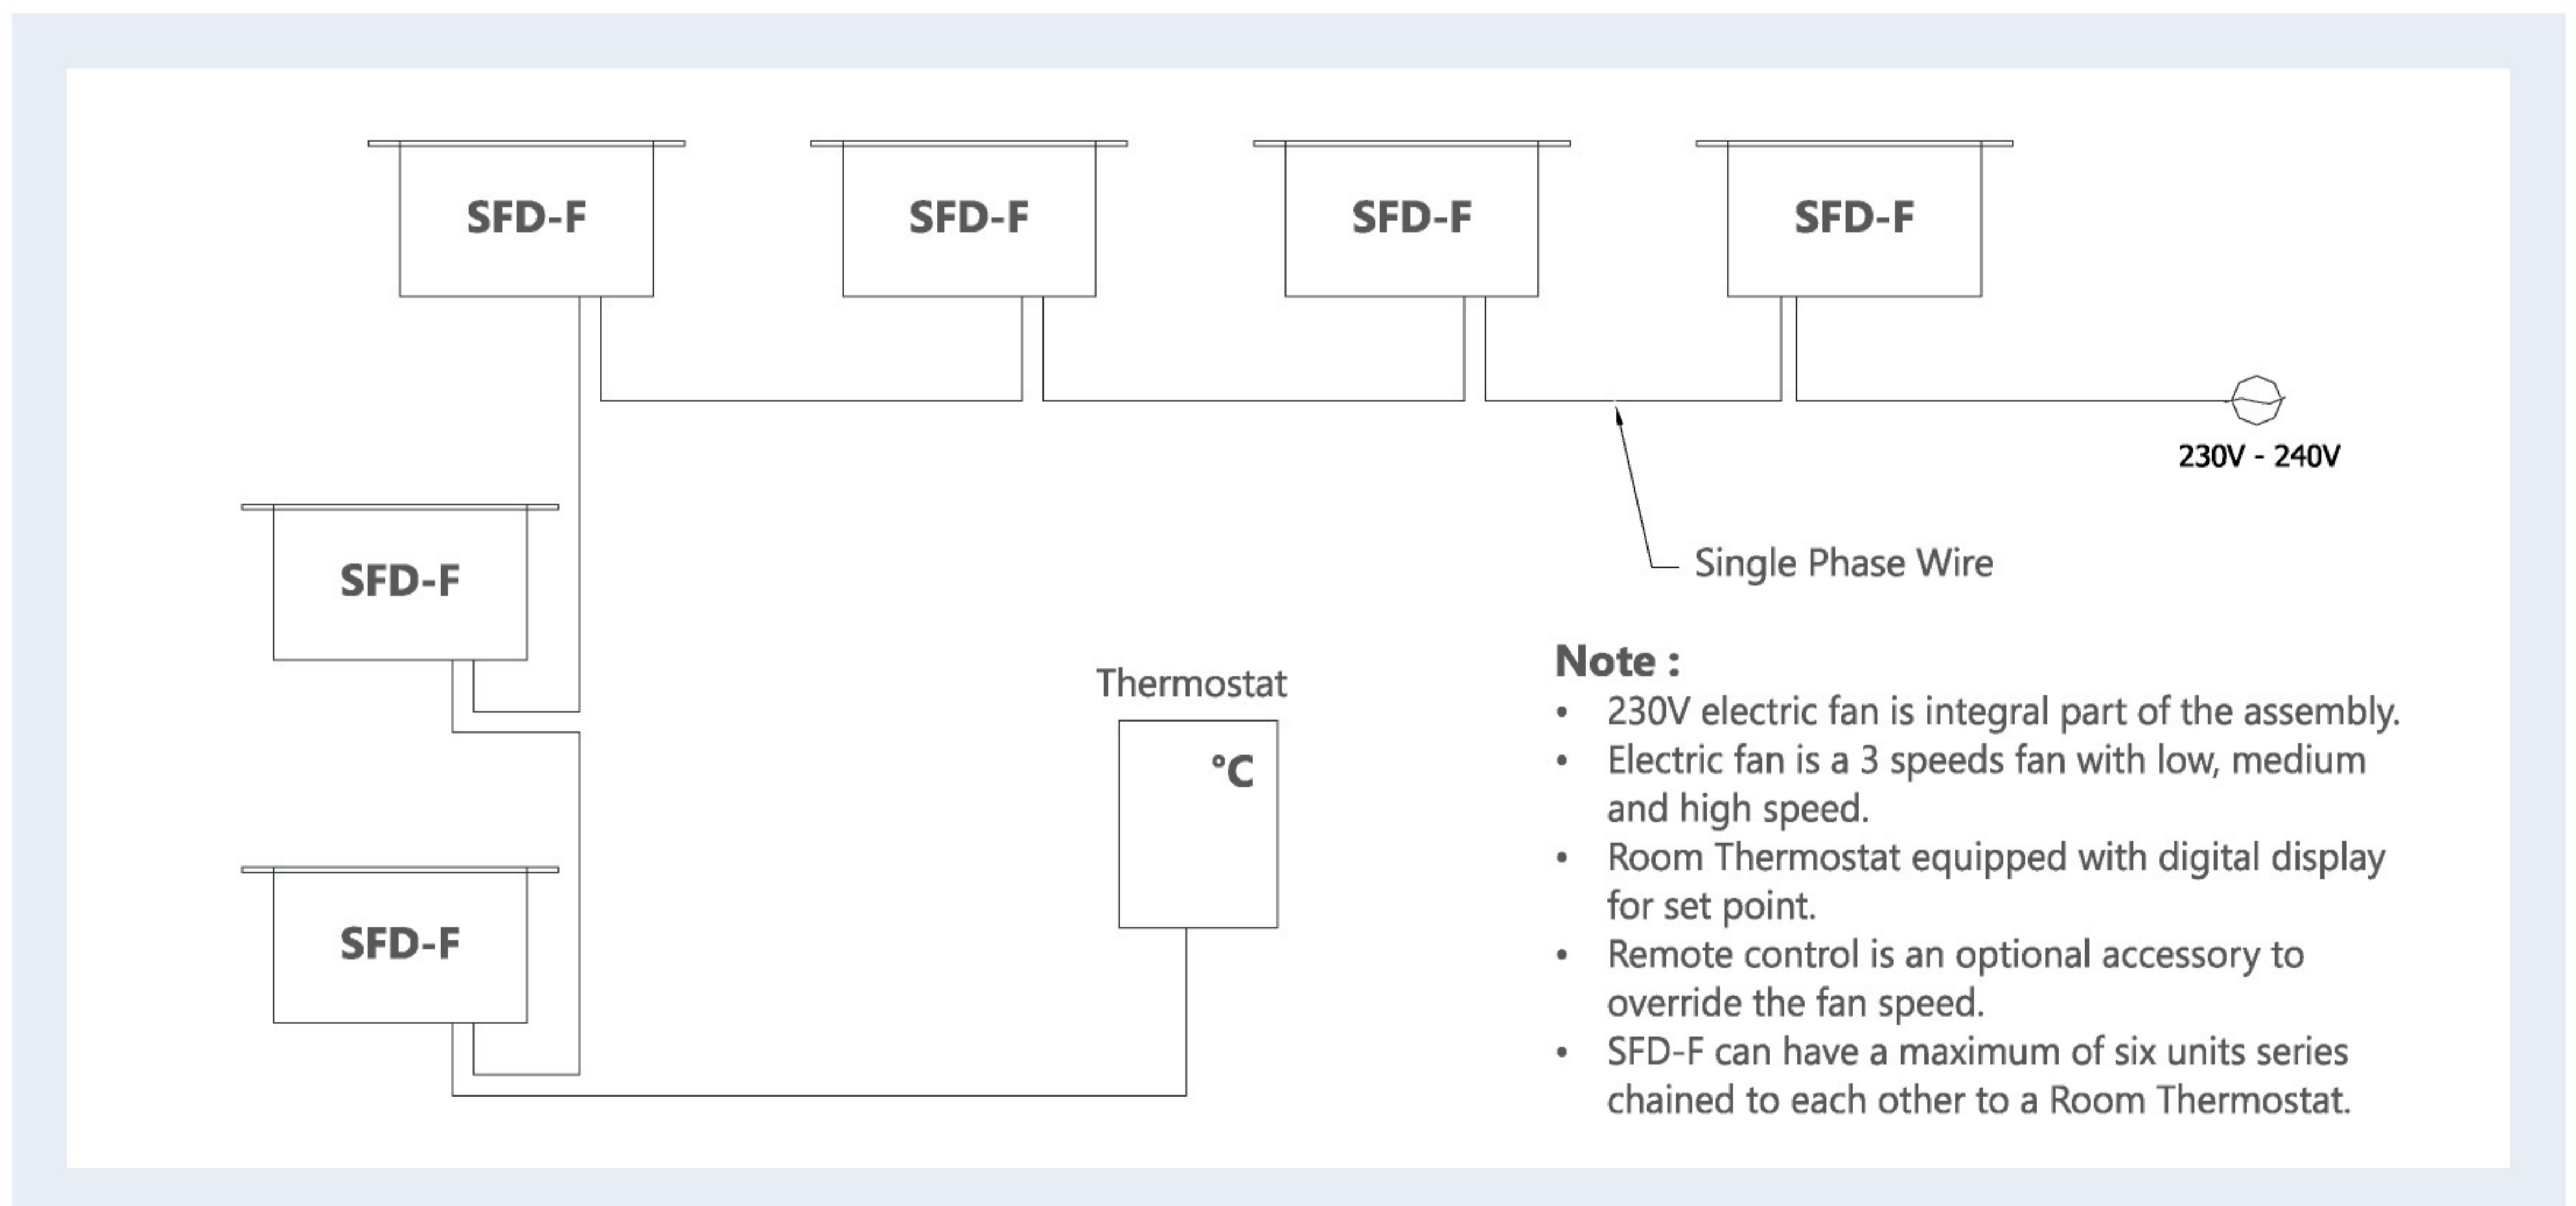 SFD-F SFD-F SFD-F SFD-F
230V - 240V
Single Phase Wire
SFD-F
Thermostat
°C
SFD-F
Note :
• 230V electric fan is integral part of the assembly.
• Electric fan is a 3 speeds fan with low, medium
and high speed.
• Room Thermostat equipped with digital display
for set point.
• Remote control is an optional accessory to
override the fan speed.
• SFD-F can have a maximum of six units series
chained to each other to a Room Thermostat.